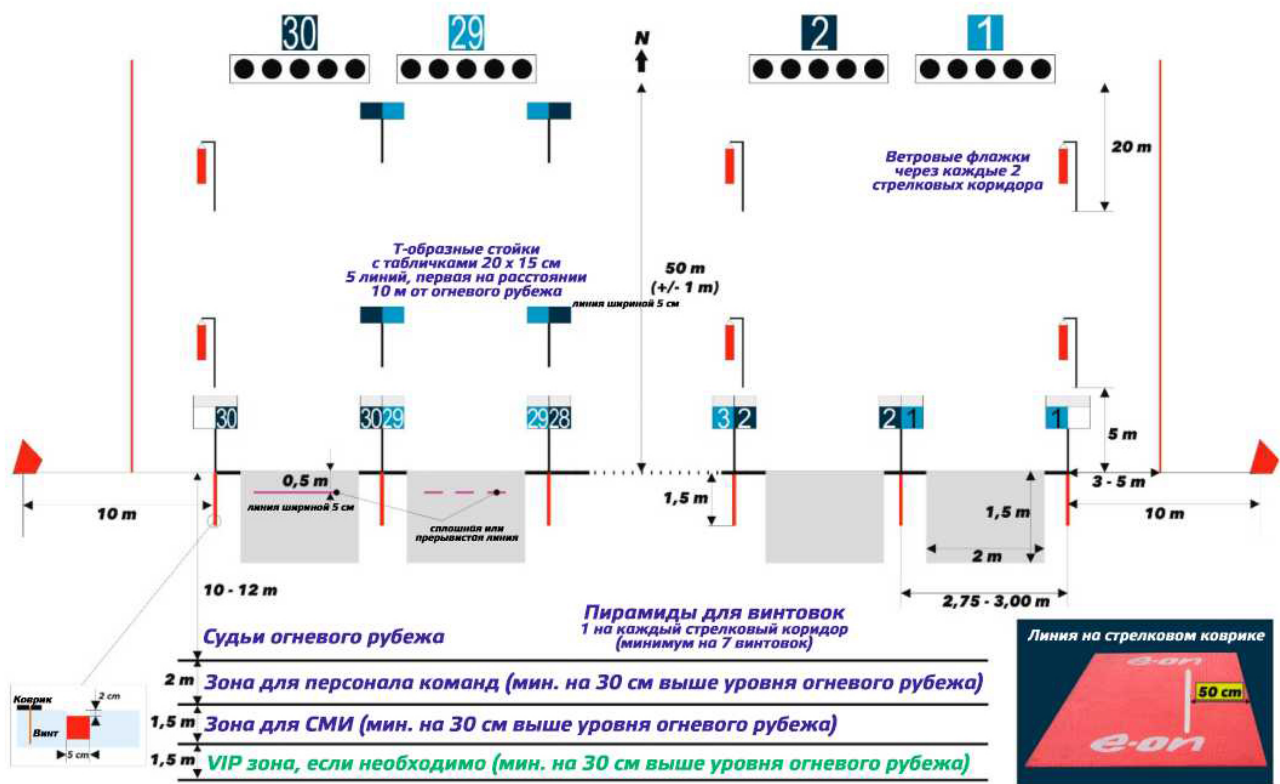 30
29
N
2
1
20 m
Ветровые флажки
через каждые 2
стрелковых коридора
Т-образные стойки
с табличками 20 x 15 см
5 линий, первая на расстоянии
10 м от огневого рубежа
50 m
(+/- 1 m)
линия шириной 5 см
30
30 29
29 28
3 2
2 1
1
5 m
0,5 m
1,5 m
3 - 5 m
10 m
линия шириной 5 см
сплошная или
прерывистая линия
1,5 m
10 m
2 m
10 - 12 m
2,75 - 3,00 m
Пирамиды для винтовок
1 на каждый стрелковый коридор
(минимум на 7 винтовок)
Судьи огневого рубежа
2 m
Зона для персонала команд (мин. на 30 см выше уровня огневого рубежа)
1,5 m
Зона для СМИ (мин. на 30 см выше уровня огневого рубежа)
1,5 m
VIP зона, если необходимо (мин. на 30 см выше уровня огневого рубежа)
Коврик
2 cm
Винт
5 cm
Линия на стрелковом коврике
e·on
50 cm
e·on